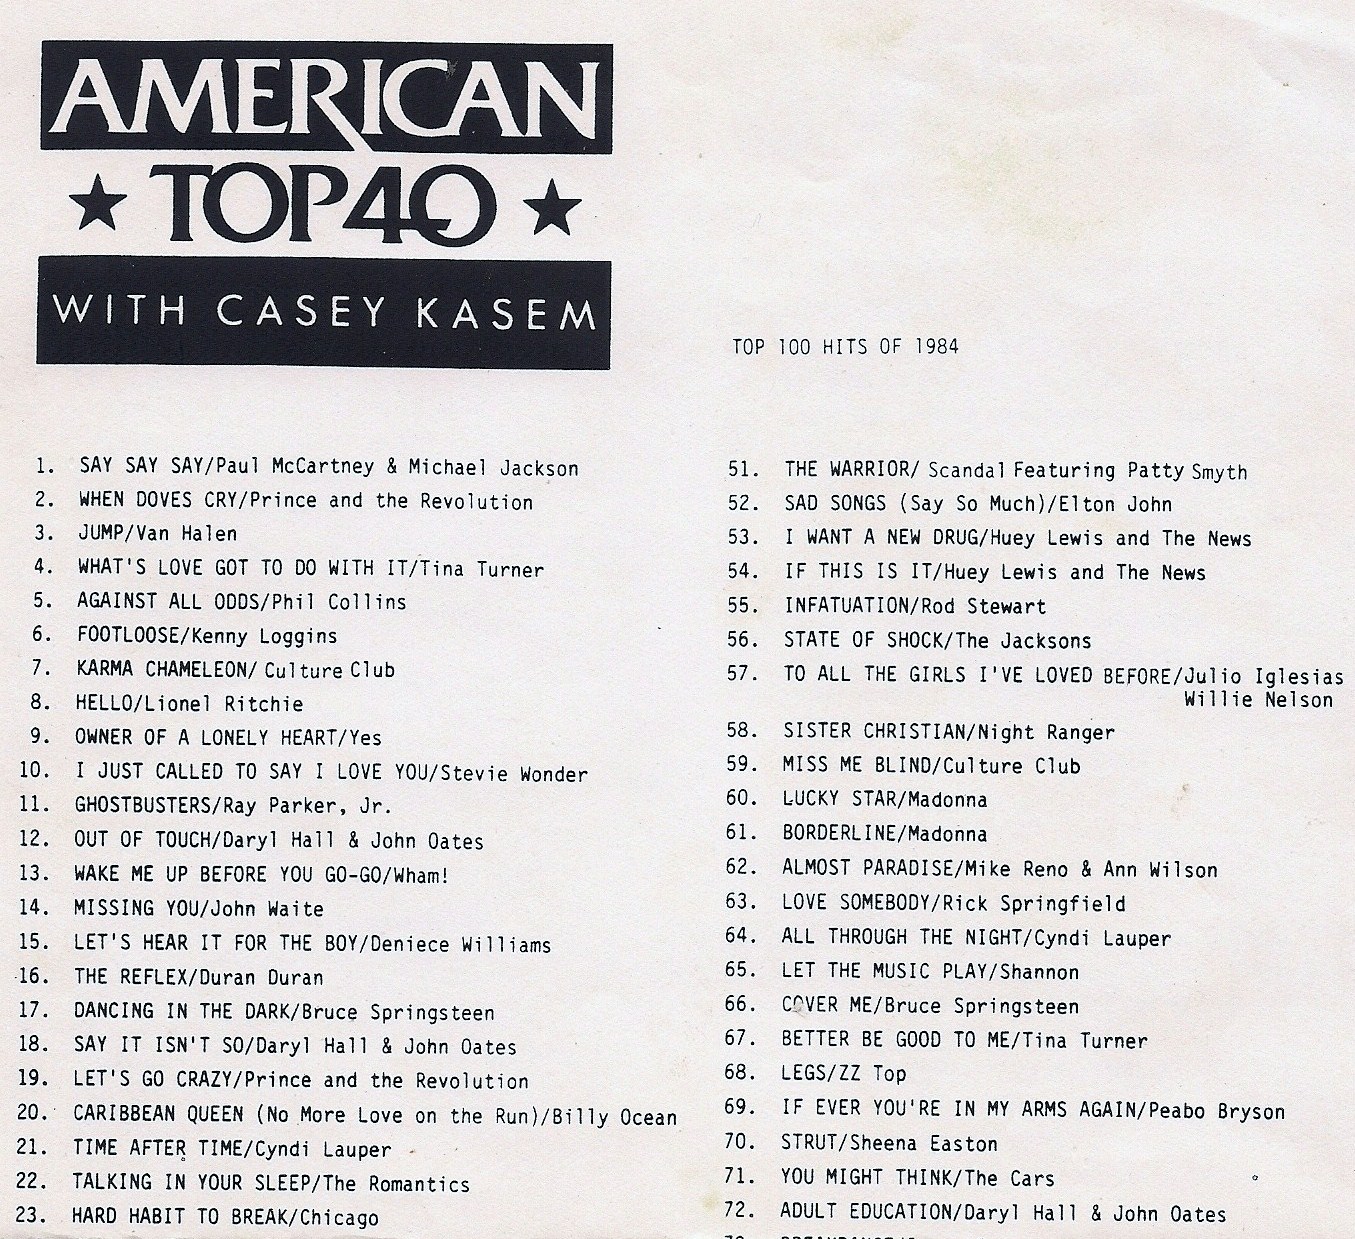 AMERICAN
★ TOP 40 ★
WITH CASEY KASEM
TOP 100 HITS OF 1984
1. SAY SAY SAY/Paul McCartney & Michael Jackson
2. WHEN DOVES CRY/Prince and the Revolution
3. JUMP/Van Halen
4. WHAT'S LOVE GOT TO DO WITH IT/Tina Turner
5. AGAINST ALL ODDS/Phil Collins
6. FOOTLOOSE/Kenny Loggins
7. KARMA CHAMELEON/ Culture Club
8. HELLO/Lionel Ritchie
9. OWNER OF A LONELY HEART/Yes
10. I JUST CALLED TO SAY I LOVE YOU/Stevie Wonder
11. GHOSTBUSTERS/Ray Parker, Jr.
12. OUT OF TOUCH/Daryl Hall & John Oates
13. WAKE ME UP BEFORE YOU GO-GO/Wham!
14. MISSING YOU/John Waite
15. LET'S HEAR IT FOR THE BOY/Deniece Williams
16. THE REFLEX/Duran Duran
17. DANCING IN THE DARK/Bruce Springsteen
18. SAY IT ISN'T SO/Daryl Hall & John Oates
19. LET'S GO CRAZY/Prince and the Revolution
20. CARIBBEAN QUEEN (No More Love on the Run)/Billy Ocean
21. TIME AFTER TIME/Cyndi Lauper
22. TALKING IN YOUR SLEEP/The Romantics
23. HARD HABIT TO BREAK/Chicago
51. THE WARRIOR/ Scandal Featuring Patty Smyth
52. SAD SONGS (Say So Much)/Elton John
53. I WANT A NEW DRUG/Huey Lewis and The News
54. IF THIS IS IT/Huey Lewis and The News
55. INFATUATION/Rod Stewart
56. STATE OF SHOCK/The Jacksons
57. TO ALL THE GIRLS I'VE LOVED BEFORE/Julio Iglesias
Willie Nelson
58. SISTER CHRISTIAN/Night Ranger
59. MISS ME BLIND/Culture Club
60. LUCKY STAR/Madonna
61. BORDERLINE/Madonna
62. ALMOST PARADISE/Mike Reno & Ann Wilson
63. LOVE SOMEBODY/Rick Springfield
64. ALL THROUGH THE NIGHT/Cyndi Lauper
65. LET THE MUSIC PLAY/Shannon
66. COVER ME/Bruce Springsteen
67. BETTER BE GOOD TO ME/Tina Turner
68. LEGS/ZZ Top
69. IF EVER YOU'RE IN MY ARMS AGAIN/Peabo Bryson
70. STRUT/Sheena Easton
71. YOU MIGHT THINK/The Cars
72. ADULT EDUCATION/Daryl Hall & John Oates